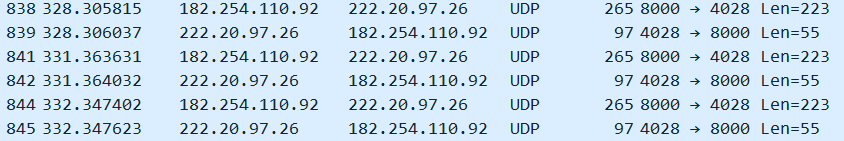 838 328.305815 182.254.110.92 222.20.97.26 UDP 265 8000 → 4028 Len=223
839 328.306037 222.20.97.26 182.254.110.92 UDP 97 4028 → 8000 Len=55
841 331.363631 182.254.110.92 222.20.97.26 UDP 265 8000 → 4028 Len=223
842 331.364032 222.20.97.26 182.254.110.92 UDP 97 4028 → 8000 Len=55
844 332.347402 182.254.110.92 222.20.97.26 UDP 265 8000 → 4028 Len=223
845 332.347623 222.20.97.26 182.254.110.92 UDP 97 4028 → 8000 Len=55